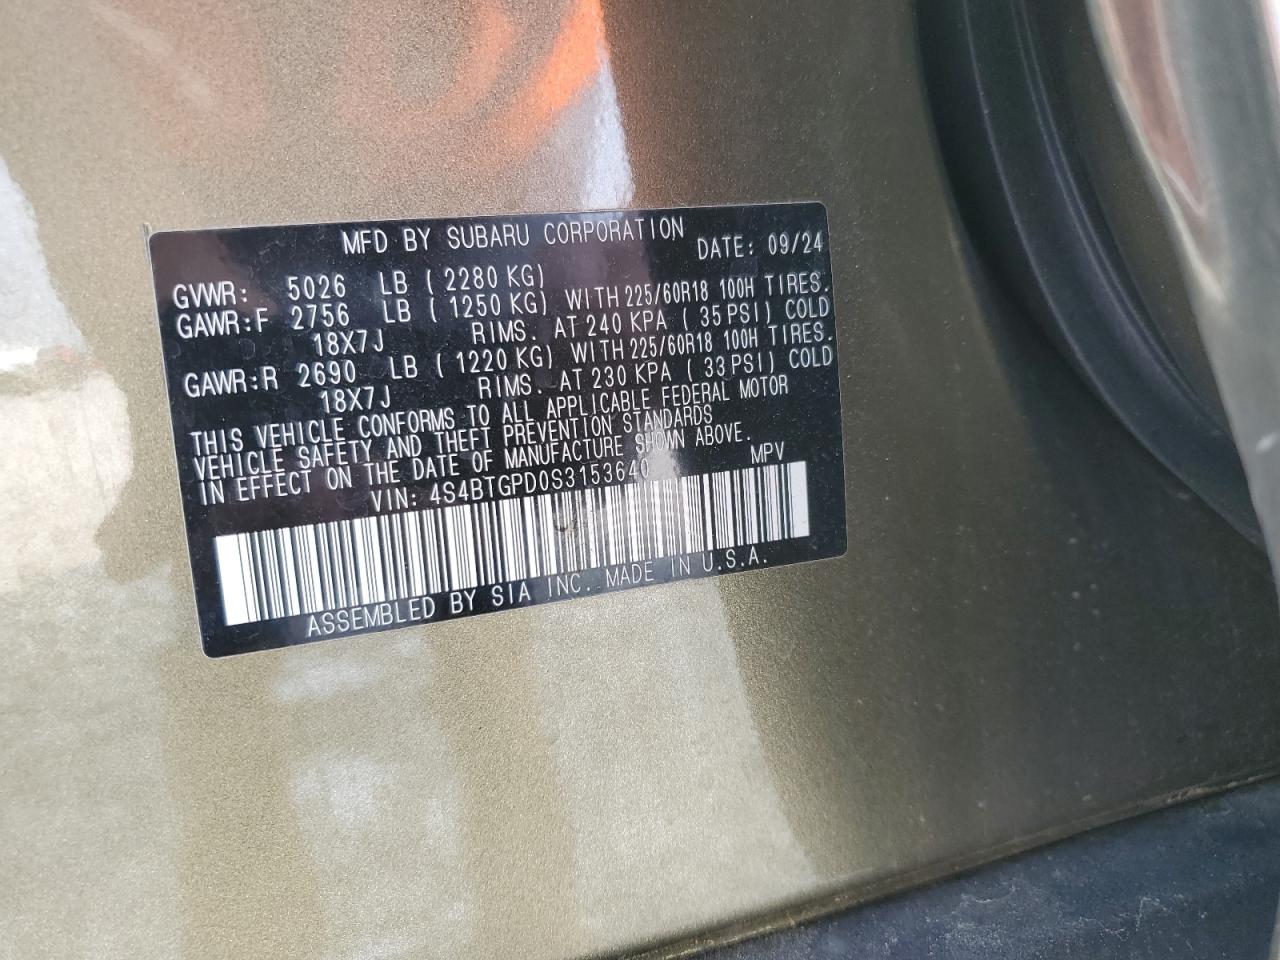 MFD BY SUBARU CORPORATION DATE: 09/24
GVWR: 5026 LB ( 2280 KG)
GAWR:F 2756 LB ( 1250 KG) WITH 225/60R18 100H TIRES.
18X7J RIMS. AT 240 KPA ( 35 PSI) COLD
GAWR:R 2690 LB ( 1220 KG) WITH 225/60R18 100H TIRES.
18X7J RIMS. AT 230 KPA ( 33 PSI) COLD
THIS VEHICLE CONFORMS TO ALL APPLICABLE FEDERAL MOTOR
VEHICLE SAFETY AND THEFT PREVENTION STANDARDS
IN EFFECT ON THE DATE OF MANUFACTURE SHOWN ABOVE.
VIN: 4S4BTGPD0S3153640 MPV
ASSEMBLED BY SIA INC. MADE IN U.S.A.